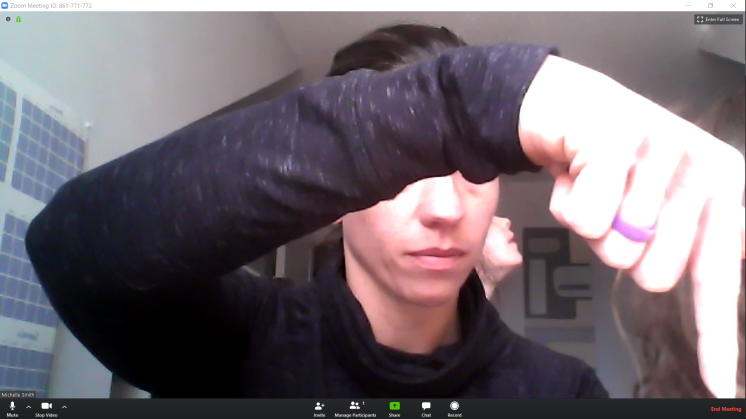 Zoom Meeting ID: 861-771-772
Enter Full Screen
Michelle Smith
Mute
Stop Video
Invite
Manage Participants
1
Share
Chat
Record
End Meeting